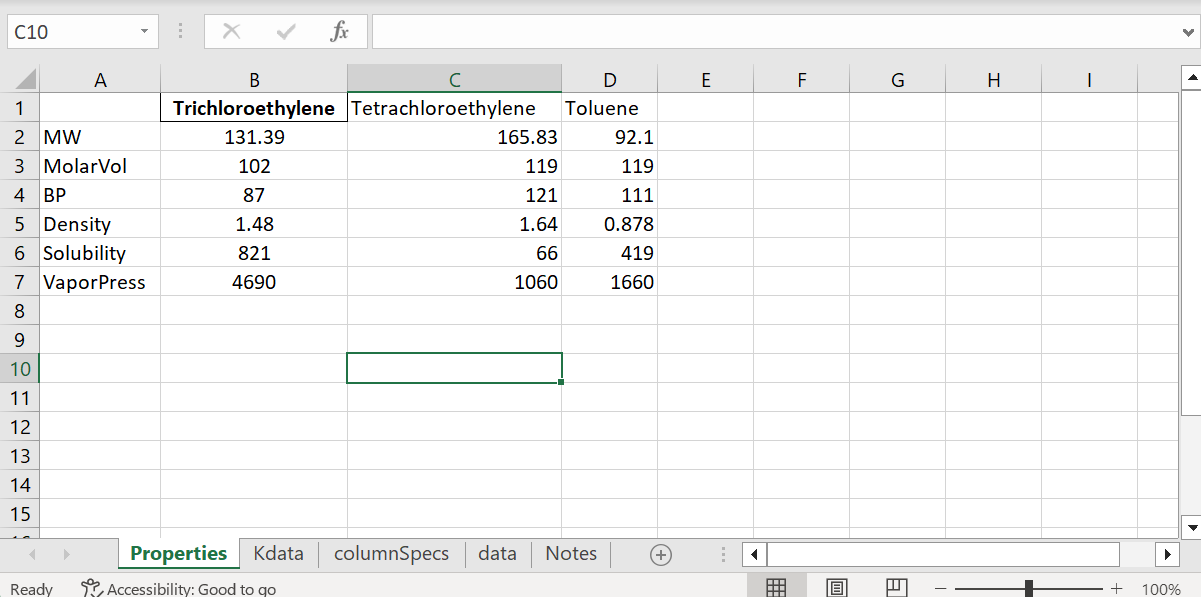 C10 fx
A B C D E F G H I
1 Trichloroethylene Tetrachloroethylene Toluene
2 MW 131.39 165.83 92.1
3 MolarVol 102 119 119
4 BP 87 121 111
5 Density 1.48 1.64 0.878
6 Solubility 821 66 419
7 VaporPress 4690 1060 1660
8
9
10
11
12
13
14
15
16
Properties Kdata columnSpecs data Notes
Ready Accessibility: Good to go 100%